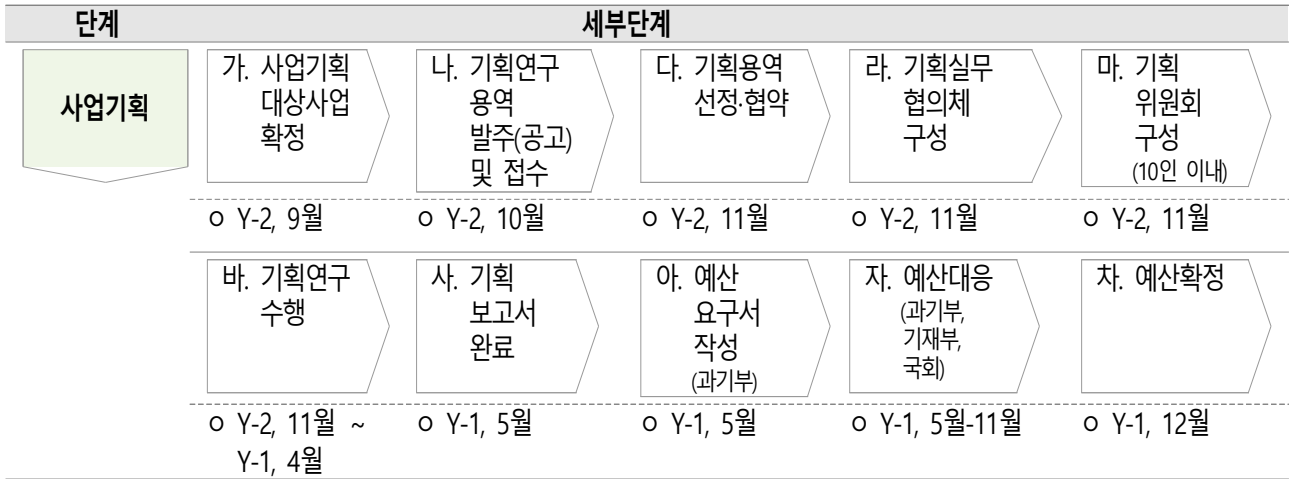 단계 세부단계
사업기획
가. 사업기획
대상사업
확정
나. 기획연구
용역
발주(공고)
및 접수
다. 기획용역
선정·협약
라. 기획실무
협의체
구성
마. 기획
위원회
구성
(10인 이내)
ㅇ Y-2, 9월
ㅇ Y-2, 10월
ㅇ Y-2, 11월
ㅇ Y-2, 11월
ㅇ Y-2, 11월
바. 기획연구
수행
사. 기획
보고서
완료
아. 예산
요구서
작성
(과기부)
자. 예산대응
(과기부,
기재부,
국회)
차. 예산확정
ㅇ Y-2, 11월 ~
Y-1, 4월
ㅇ Y-1, 5월
ㅇ Y-1, 5월
ㅇ Y-1, 5월-11월
ㅇ Y-1, 12월